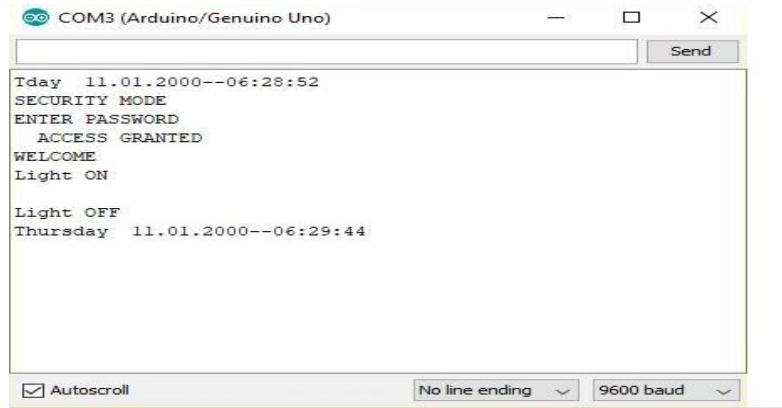 COM3 (Arduino/Genuino Uno)
Send
Tday  11.01.2000--06:28:52
SECURITY MODE
ENTER PASSWORD
  ACCESS GRANTED
WELCOME
Light ON
Light OFF
Thursday  11.01.2000--06:29:44
Autoscroll
No line ending
9600 baud